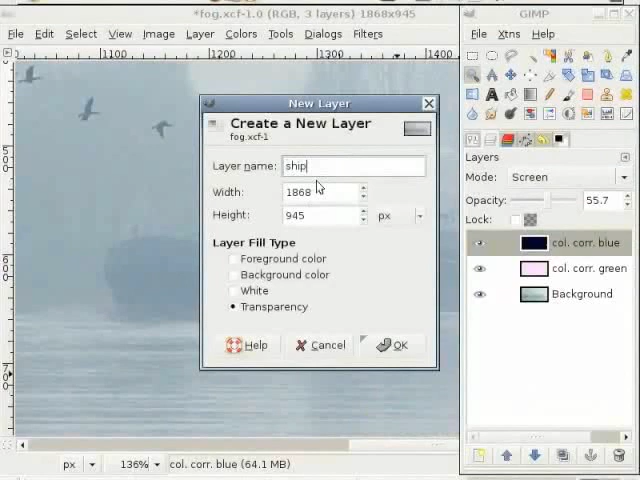 *fog.xcf-1.0 (RGB, 3 layers) 1868x945
GIMP
File Edit Select View Image Layer Colors Tools Dialogs Filters
File Xtns Help
1100 1200 1300 1400
500
600
700
New Layer
Create a New Layer
fog.xcf-1
Layer name: ship
Width: 1868
Height: 945 px
Layer Fill Type
Foreground color
Background color
White
Transparency
Help Cancel OK
Layers
Mode: Screen
Opacity: 55.7
Lock:
col. corr. blue
col. corr. green
Background
px 136% col. corr. blue (64.1 MB)